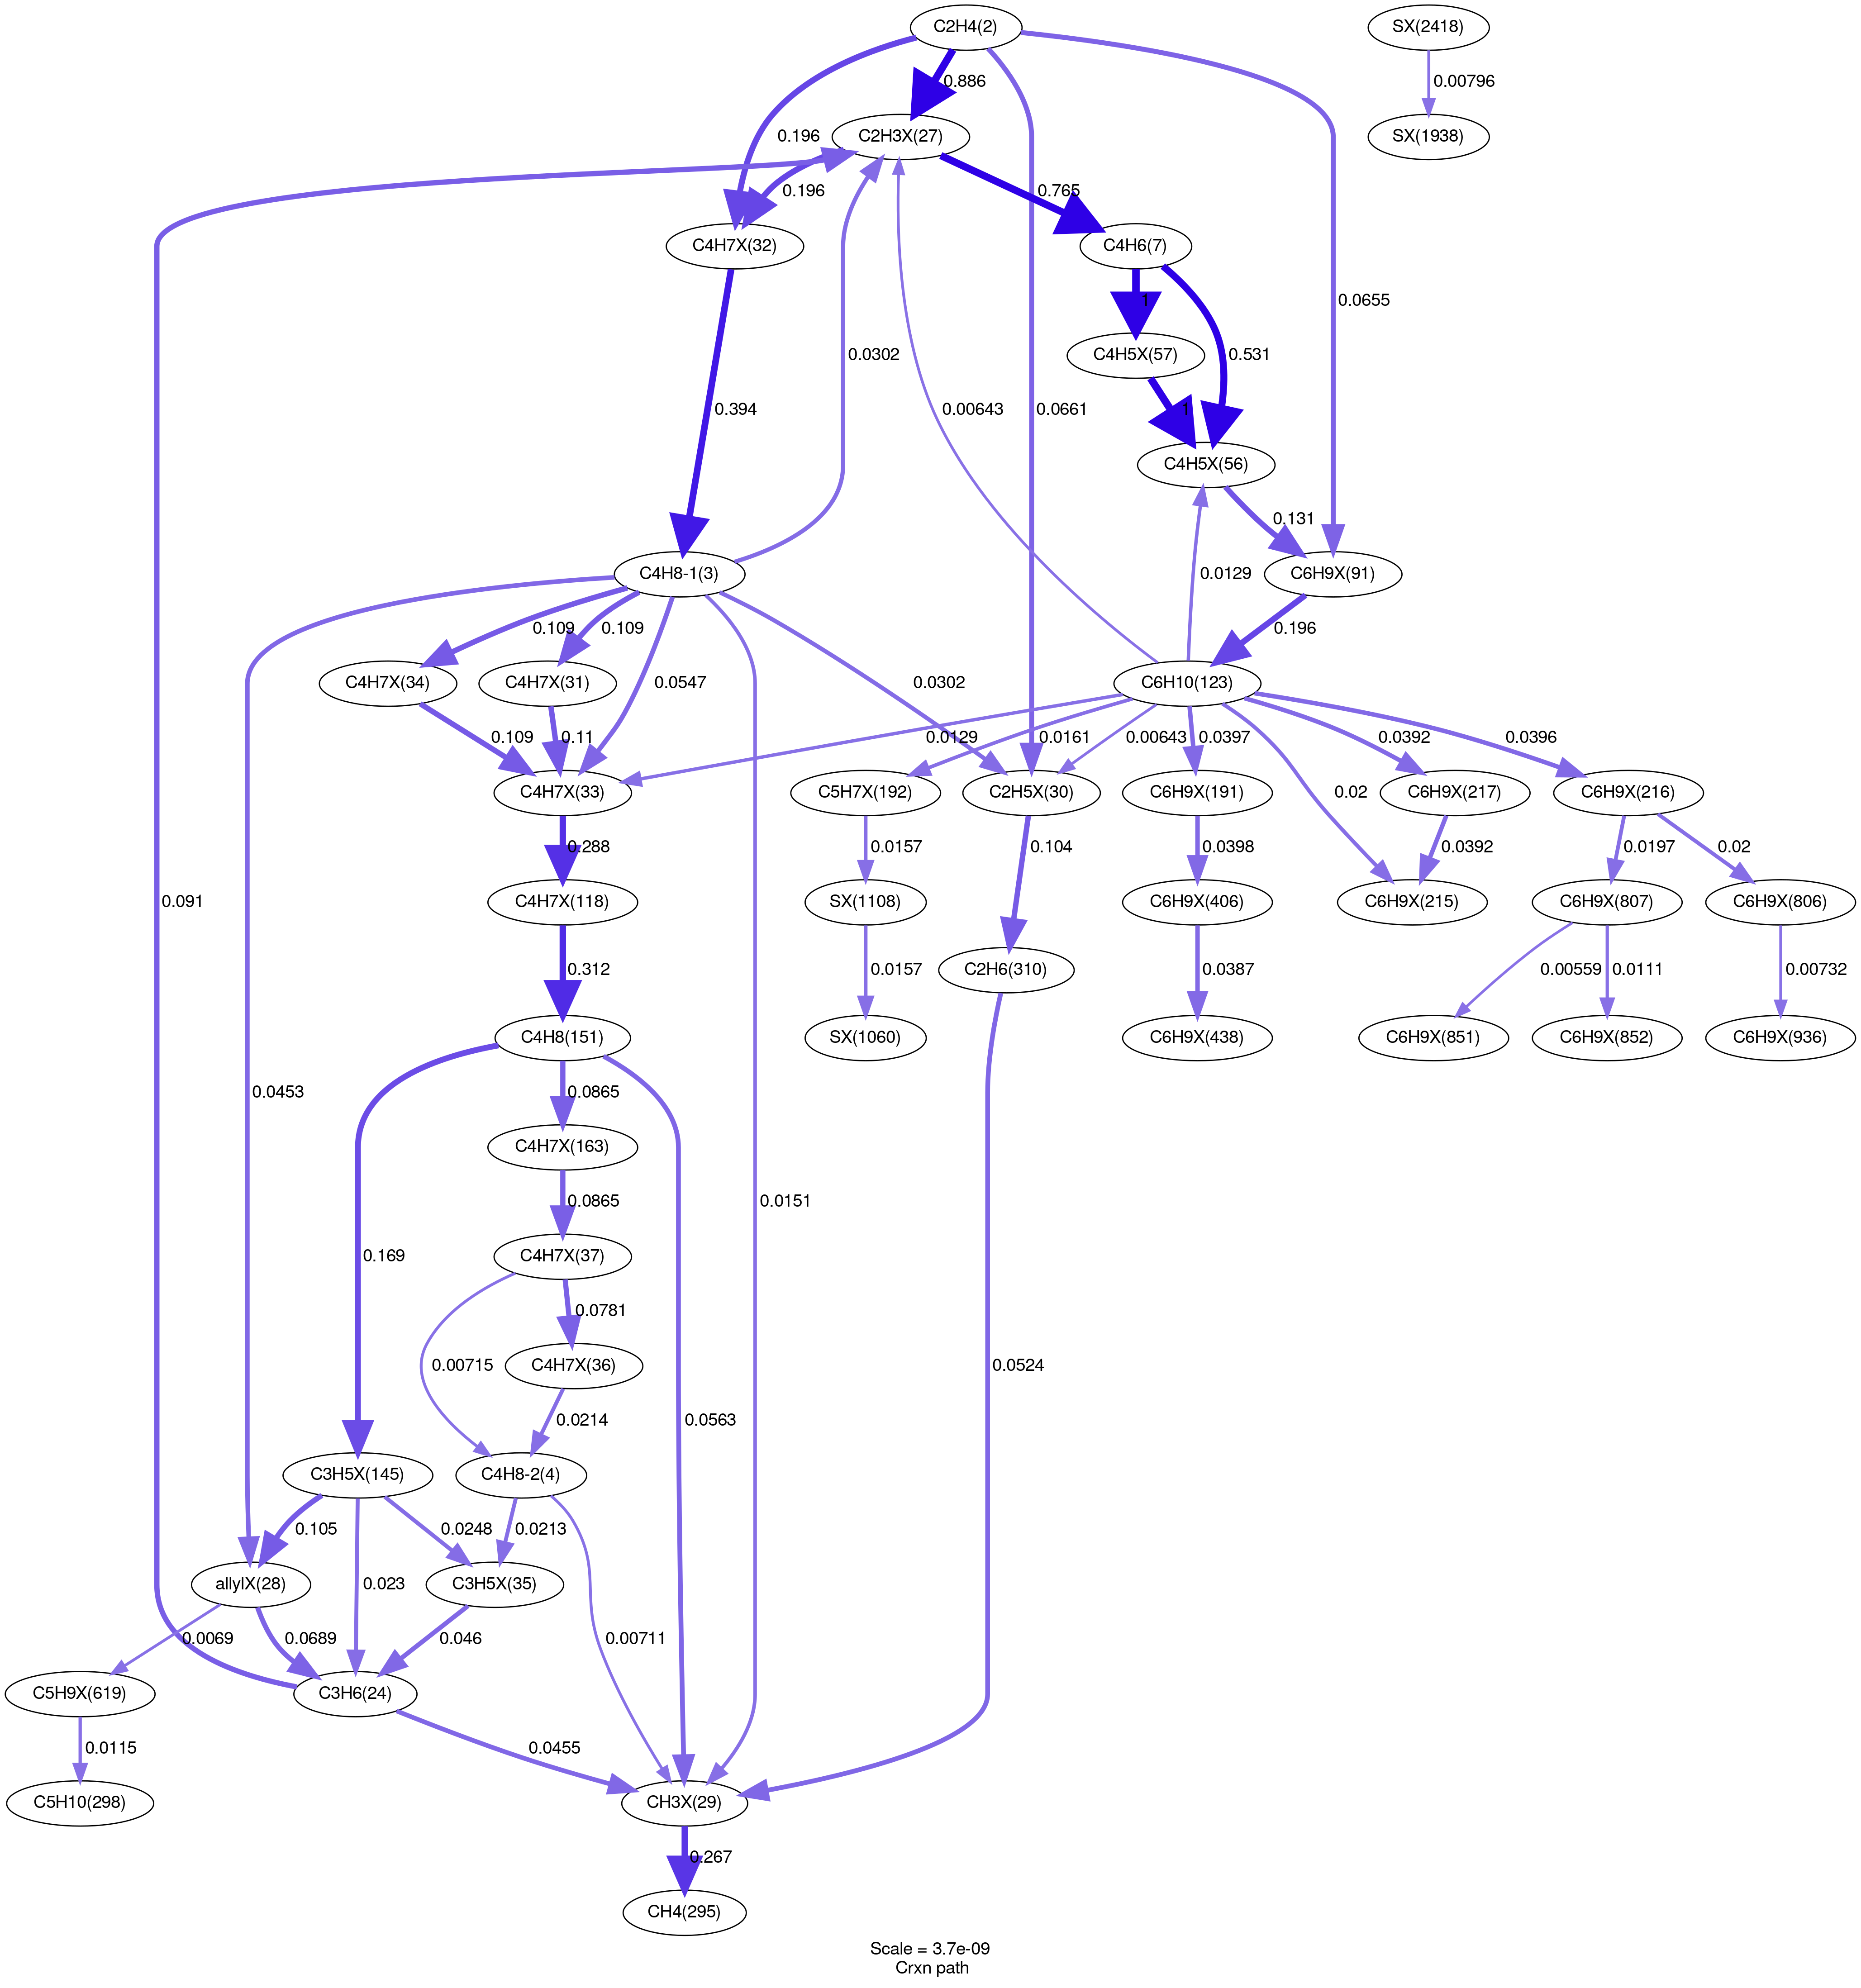 C2H4(2)
SX(2418)
0.886
0.00796
C2H3X(27)
SX(1938)
0.196
0.196
0.765
C4H7X(32)
C4H6(7)
0.0655
1
C4H5X(57)
0.0302
0.531
0.394
0.00643
0.0661
1
C4H5X(56)
0.131
C4H8-1(3)
0.0129
C6H9X(91)
0.109
0.109
0.196
C4H7X(34)
C4H7X(31)
0.0547
0.0302
C6H10(123)
0.109
0.11
0.0129
0.0161
0.00643
0.0397
0.0392
0.0396
C4H7X(33)
C5H7X(192)
C2H5X(30)
C6H9X(191)
0.02
C6H9X(217)
C6H9X(216)
0.288
0.0157
0.104
0.0398
0.0392
0.0197
0.02
0.091
C4H7X(118)
SX(1108)
C6H9X(406)
C6H9X(215)
C6H9X(807)
C6H9X(806)
0.312
0.0157
C2H6(310)
0.0387
0.00559
0.0111
0.00732
C4H8(151)
SX(1060)
C6H9X(438)
C6H9X(851)
C6H9X(852)
C6H9X(936)
0.0453
0.0865
C4H7X(163)
0.0865
0.0151
0.169
C4H7X(37)
0.0781
0.00715
C4H7X(36)
0.0524
0.0214
0.0563
C3H5X(145)
C4H8-2(4)
0.105
0.0248
0.0213
allylX(28)
0.023
C3H5X(35)
0.0069
0.0689
0.046
0.00711
C5H9X(619)
C3H6(24)
0.0115
0.0455
C5H10(298)
CH3X(29)
0.267
CH4(295)
Scale = 3.7e-09
Crxn path